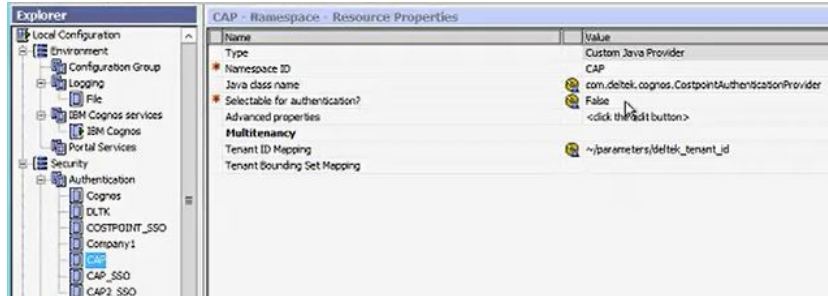 Explorer
Local Configuration
Environment
Configuration Group
Logging
File
IBM Cognos services
IBM Cognos
Portal Services
Security
Authentication
Cognos
DLTK
COSTPOINT_SSO
Company1
CAP
CAP_SSO
CAP2_SSO
CAP - Namespace - Resource Properties
Name Value
Type Custom Java Provider
* Namespace ID CAP
Java class name com.deltek.cognos.CostpointAuthenticationProvider
* Selectable for authentication? False
Advanced properties <click the edit button>
Multitenancy
Tenant ID Mapping ~/parameters/deltek_tenant_id
Tenant Bounding Set Mapping